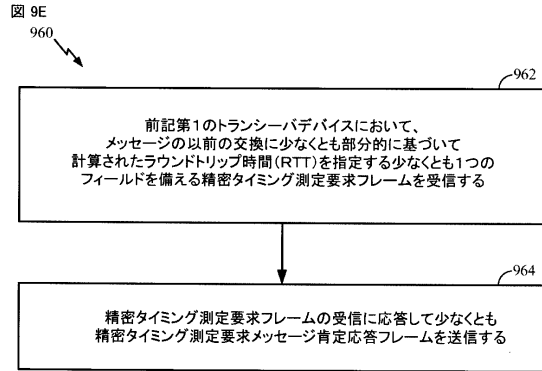 図 9E
960
962
前記第1のトランシーバデバイスにおいて、
メッセージの以前の交換に少なくとも部分的に基づいて
計算されたラウンドトリップ時間(RTT)を指定する少なくとも1つの
フィールドを備える精密タイミング測定要求フレームを受信する
964
精密タイミング測定要求フレームの受信に応答して少なくとも
精密タイミング測定要求メッセージ肯定応答フレームを送信する